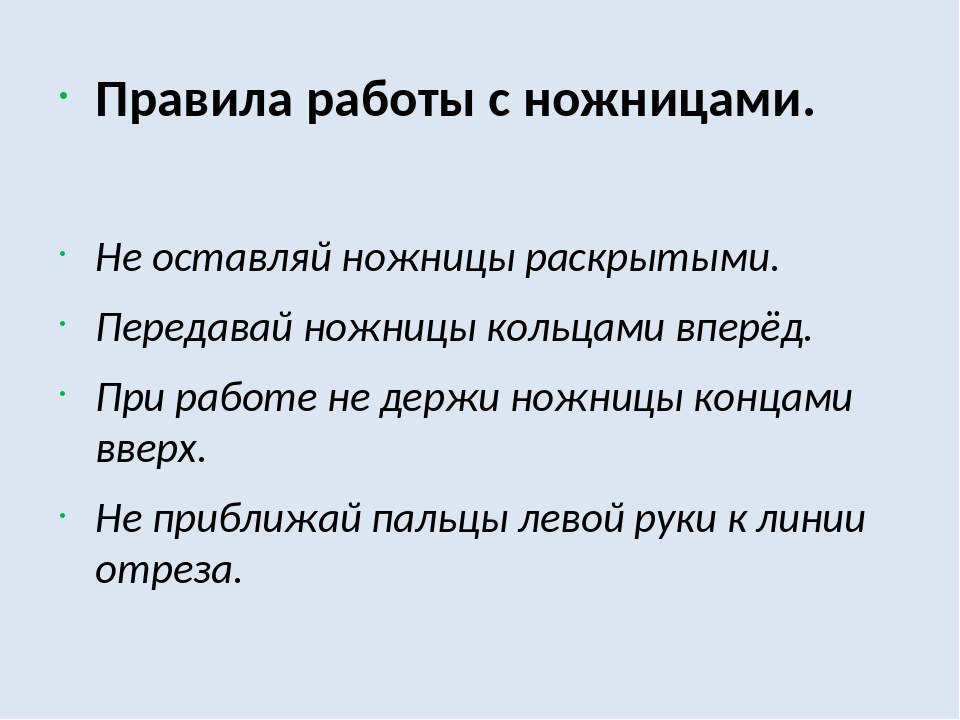 Правила работы с ножницами.
Не оставляй ножницы раскрытыми.
Передавай ножницы кольцами вперёд.
При работе не держи ножницы концами
вверх.
Не приближай пальцы левой руки к линии
отреза.